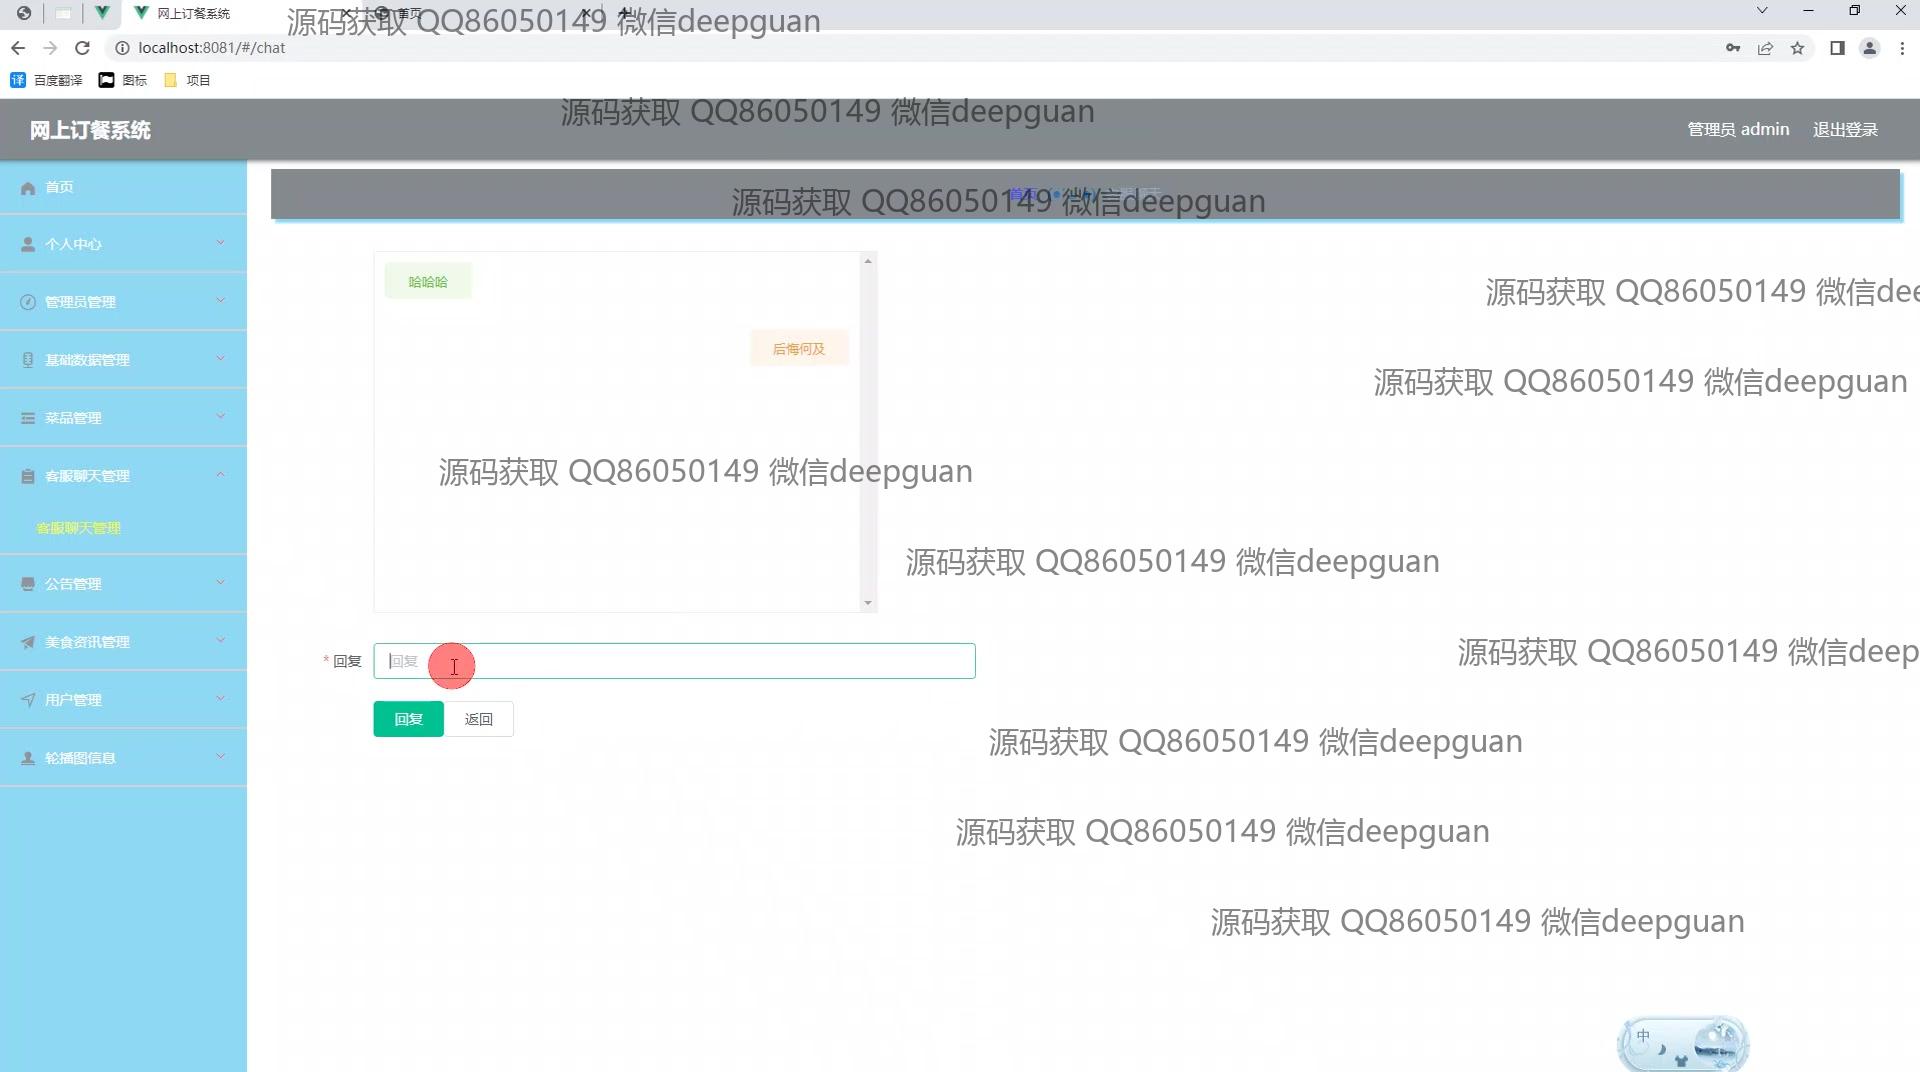 网上订餐系统
首页
源码获取 QQ86050149 微信deepguan
localhost:8081/#/chat
百度翻译 图标 项目
源码获取 QQ86050149 微信deepguan
网上订餐系统
管理员 admin 退出登录
首页
源码获取 QQ86050149 微信deepguan
首页
个人中心
哈哈哈
源码获取 QQ86050149 微信dee
管理员管理
后悔何及
基础数据管理
源码获取 QQ86050149 微信deepguan
菜品管理
客服聊天管理
源码获取 QQ86050149 微信deepguan
客服聊天管理
源码获取 QQ86050149 微信deepguan
公告管理
美食资讯管理
源码获取 QQ86050149 微信deep
* 回复 回复
用户管理
回复 返回
源码获取 QQ86050149 微信deepguan
轮播图信息
源码获取 QQ86050149 微信deepguan
源码获取 QQ86050149 微信deepguan
中